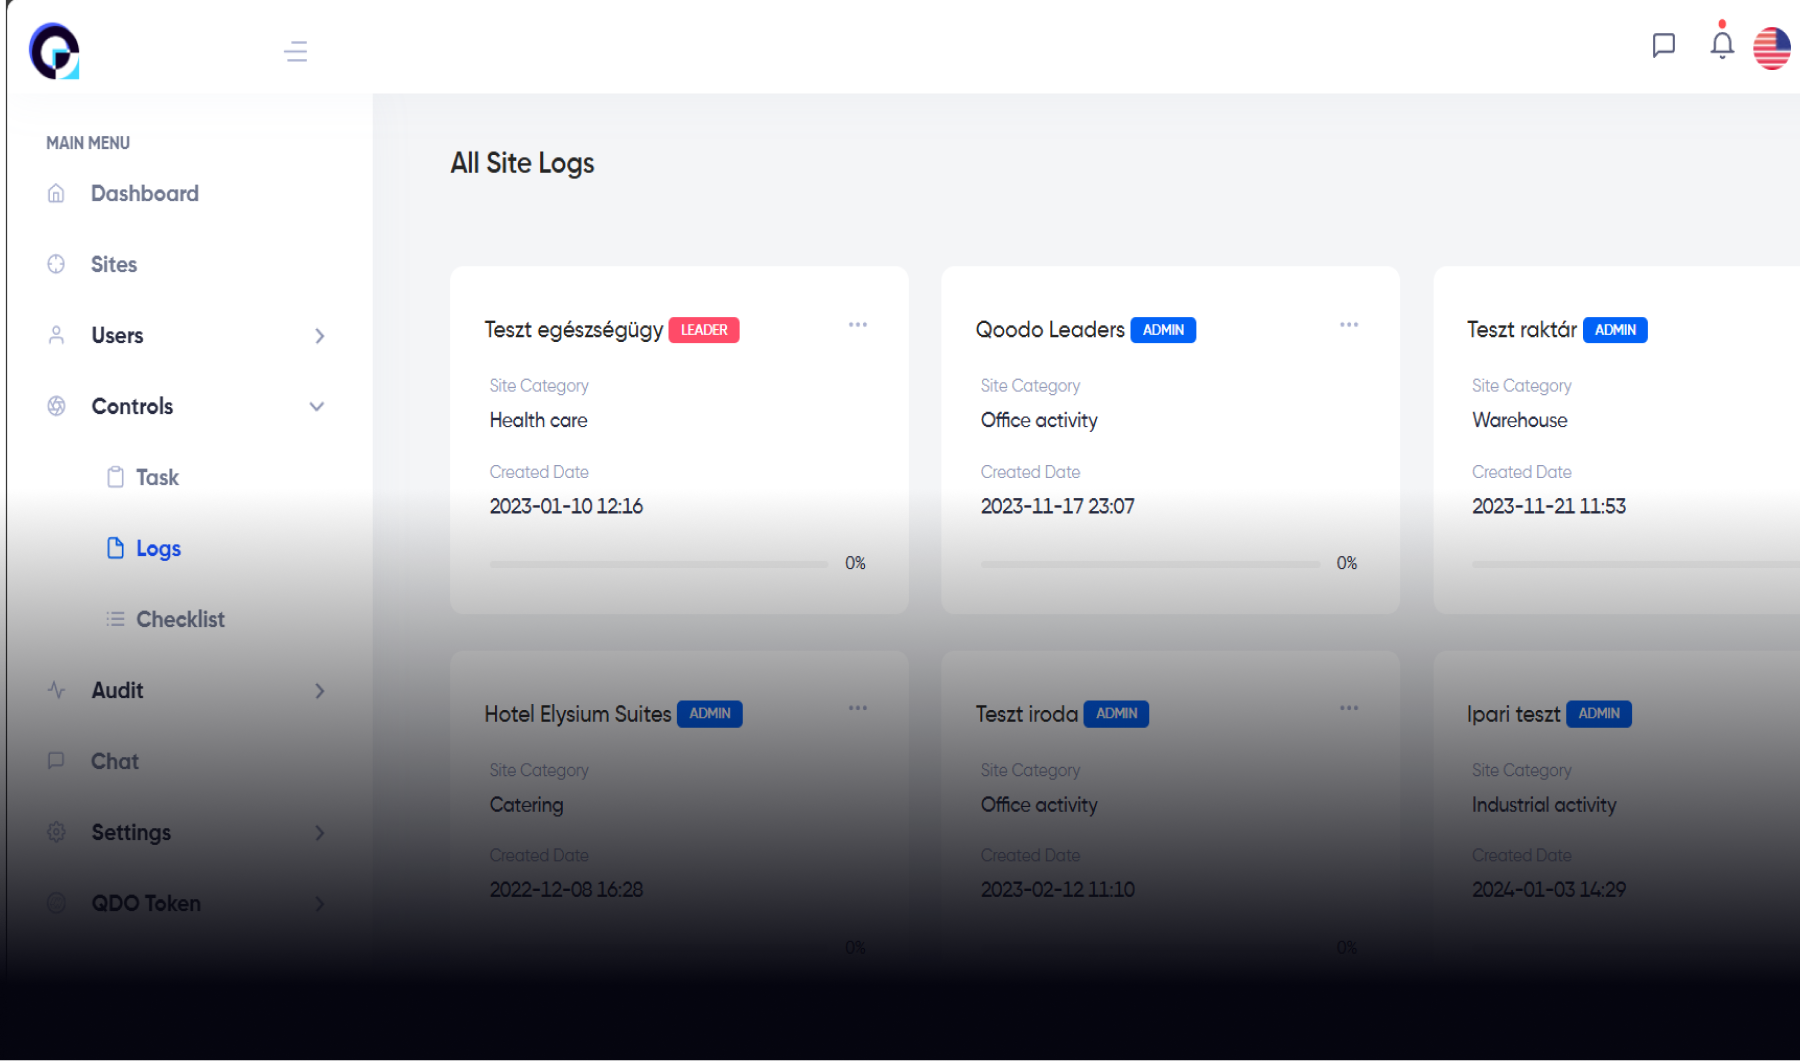 MAIN MENU
Dashboard
Sites
Users
Controls
Task
Logs
Checklist
Audit
Chat
Settings
QDO Token
All Site Logs
Teszt egészségügy LEADER
Site Category
Health care
Created Date
2023-01-10 12:16
0%
Qoodo Leaders ADMIN
Site Category
Office activity
Created Date
2023-11-17 23:07
0%
Teszt raktár ADMIN
Site Category
Warehouse
Created Date
2023-11-21 11:53
Hotel Elysium Suites ADMIN
Site Category
Catering
Created Date
2022-12-08 16:28
0%
Teszt iroda ADMIN
Site Category
Office activity
Created Date
2023-02-12 11:10
0%
Ipari teszt ADMIN
Site Category
Industrial activity
Created Date
2024-01-03 14:29